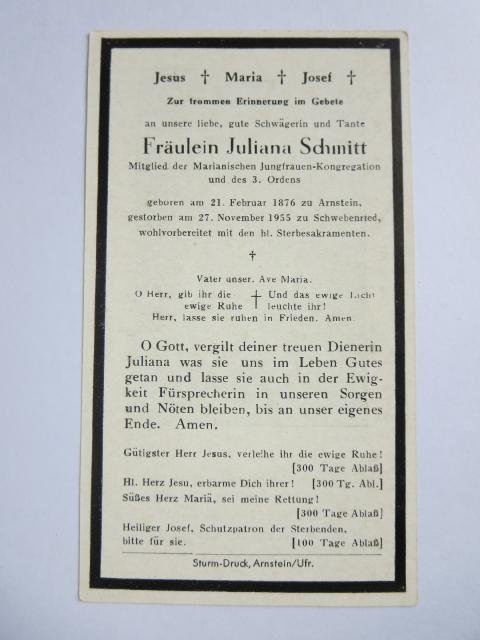 Jesus † Maria † Josef †
Zur frommen Erinnerung im Gebete
an unsere liebe, gute Schwägerin und Tante
Fräulein Juliana Schmitt
Mitglied der Marianischen Jungfrauen-Kongregation
und des 3. Ordens
geboren am 21. Februar 1876 zu Arnstein,
gestorben am 27. November 1955 zu Schwebenried,
wohlvorbereitet mit den hl. Sterbesakramenten.
†
Vater unser. Ave Maria.
O Herr, gib ihr die † Und das ewige Licht
ewige Ruhe leuchte ihr!
Herr, lasse sie ruhen in Frieden. Amen.
O Gott, vergilt deiner treuen Dienerin
Juliana was sie uns im Leben Gutes
getan und lasse sie auch in der Ewig-
keit Fürsprecherin in unseren Sorgen
und Nöten bleiben, bis an unser eigenes
Ende. Amen.
Gütigster Herr Jesus, verleihe ihr die ewige Ruhe!
[300 Tage Ablaß]
Hl. Herz Jesu, erbarme Dich ihrer! [300 Tg. Abl.]
Süßes Herz Mariä, sei meine Rettung!
[300 Tage Ablaß]
Heiliger Josef, Schutzpatron der Sterbenden,
bitte für sie. [100 Tage Ablaß]
Sturm-Druck, Arnstein/Ufr.